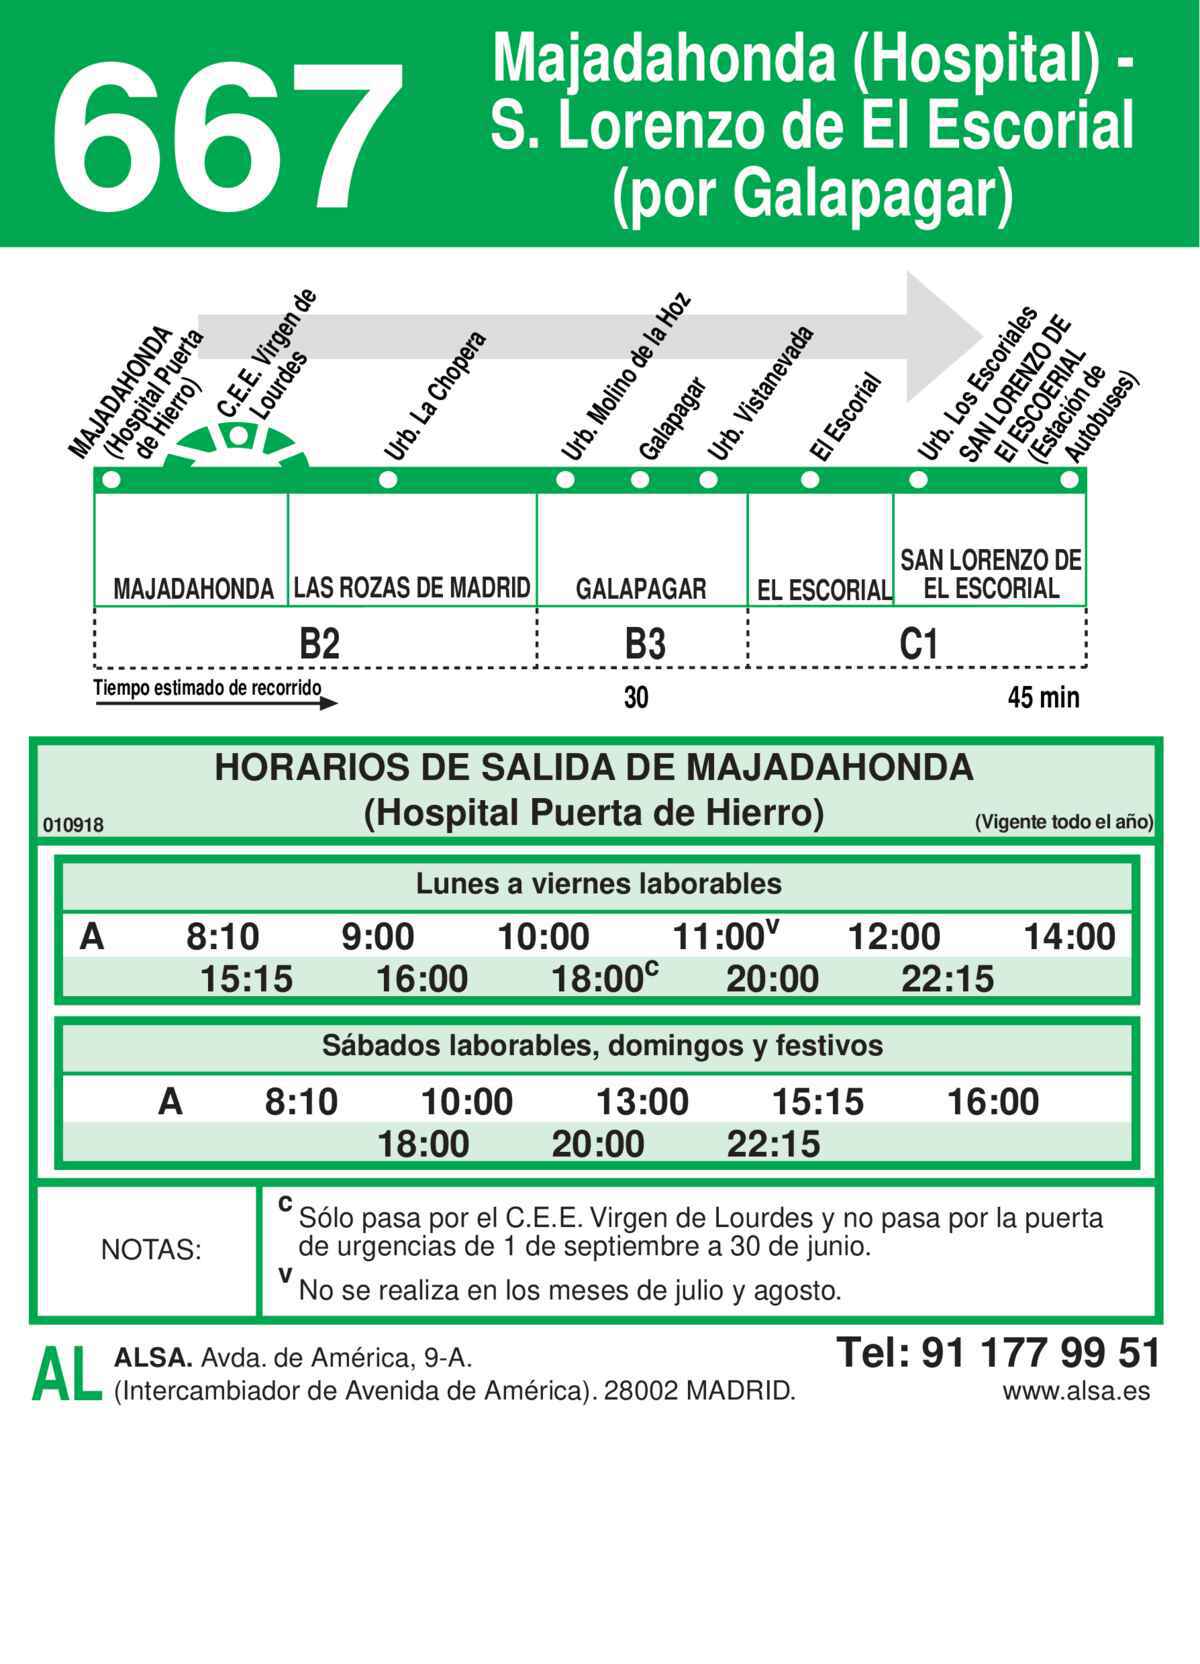 667
Majadahonda (Hospital) -
S. Lorenzo de El Escorial
(por Galapagar)
MAJADAHONDA
(Hospital Puerta
de Hierro)
C.E.E. Virgen de
Lourdes
Urb. La Chopera
Urb. Molino de la Hoz
Galapagar
Urb. Vistanevada
El Escorial
Urb. Los Escoriales
SAN LORENZO DE
El ESCOERIAL
(Estación de
Autobuses)
MAJADAHONDA
LAS ROZAS DE MADRID
GALAPAGAR
EL ESCORIAL
SAN LORENZO DE
EL ESCORIAL
B2 B3 C1
Tiempo estimado de recorrido 30 45 min
HORARIOS DE SALIDA DE MAJADAHONDA
(Hospital Puerta de Hierro)
010918
(Vigente todo el año)
Lunes a viernes laborables
A 8:10 9:00 10:00 11:00v 12:00 14:00
15:15 16:00 18:00c 20:00 22:15
Sábados laborables, domingos y festivos
A 8:10 10:00 13:00 15:15 16:00
18:00 20:00 22:15
NOTAS:
c Sólo pasa por el C.E.E. Virgen de Lourdes y no pasa por la puerta
de urgencias de 1 de septiembre a 30 de junio.
v No se realiza en los meses de julio y agosto.
AL
ALSA. Avda. de América, 9-A.
(Intercambiador de Avenida de América). 28002 MADRID.
Tel: 91 177 99 51
www.alsa.es